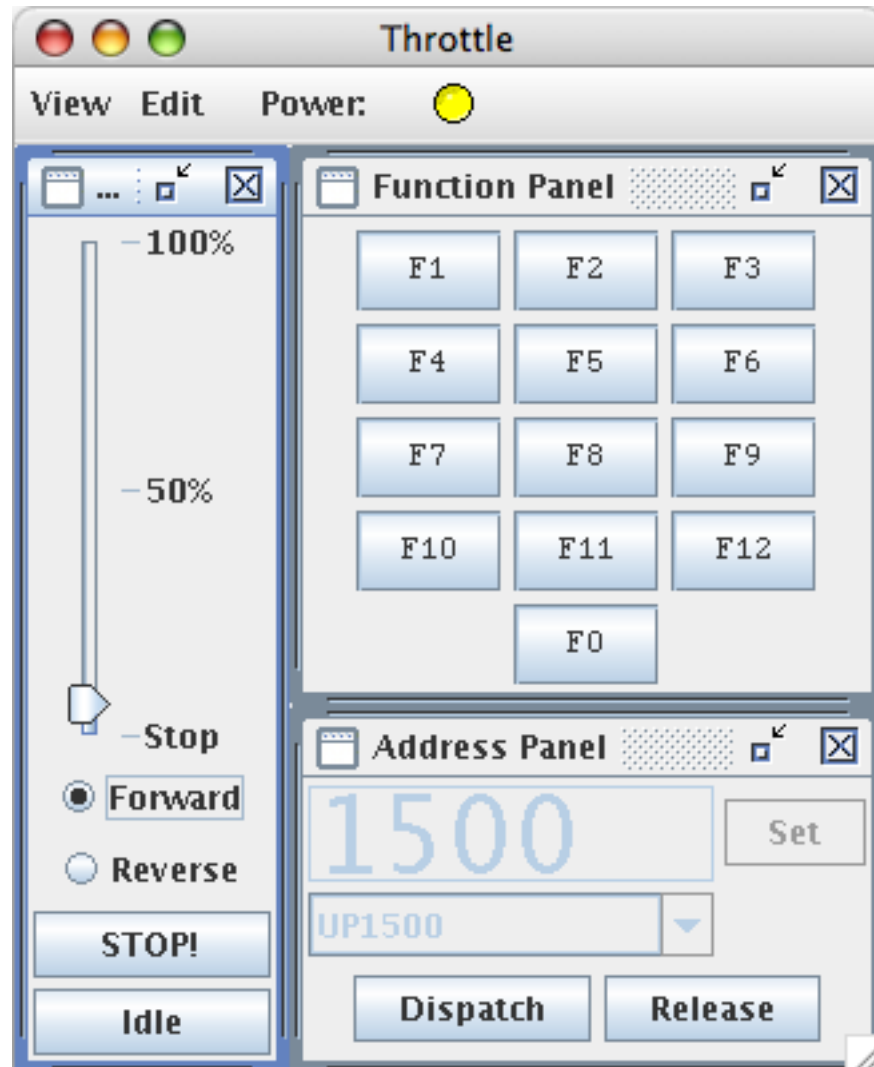 Throttle
View Edit Power:
...
100%
50%
Stop
Forward
Reverse
STOP!
Idle
Function Panel
F1 F2 F3
F4 F5 F6
F7 F8 F9
F10 F11 F12
F0
Address Panel
1500 Set
UP1500
Dispatch Release